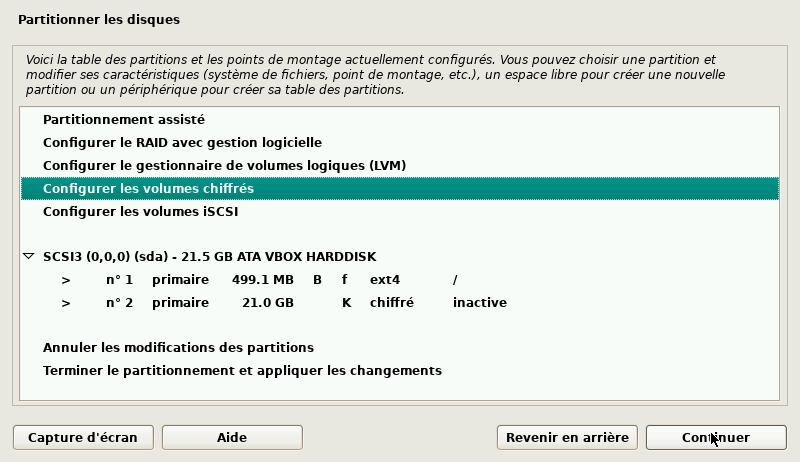 Partitionner les disques
Voici la table des partitions et les points de montage actuellement configurés. Vous pouvez choisir une partition et
modifier ses caractéristiques (système de fichiers, point de montage, etc.), un espace libre pour créer une nouvelle
partition ou un périphérique pour créer sa table des partitions.
Partitionnement assisté
Configurer le RAID avec gestion logicielle
Configurer le gestionnaire de volumes logiques (LVM)
Configurer les volumes chiffrés
Configurer les volumes iSCSI
SCSI3 (0,0,0) (sda) - 21.5 GB ATA VBOX HARDDISK
> n° 1 primaire 499.1 MB B f ext4 /
> n° 2 primaire 21.0 GB K chiffré inactive
Annuler les modifications des partitions
Terminer le partitionnement et appliquer les changements
Capture d'écran Aide Revenir en arrière Continuer